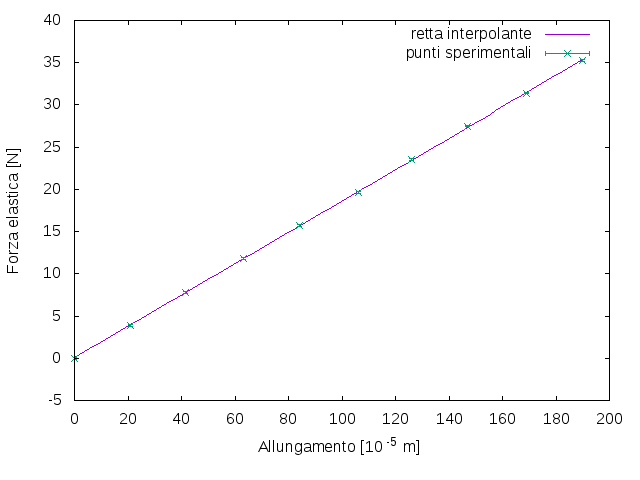 retta interpolante
punti sperimentali
40
35
30
25
20
15
10
5
0
-5
Forza elastica [N]
0 20 40 60 80 100 120 140 160 180 200
Allungamento [10^-5 m]